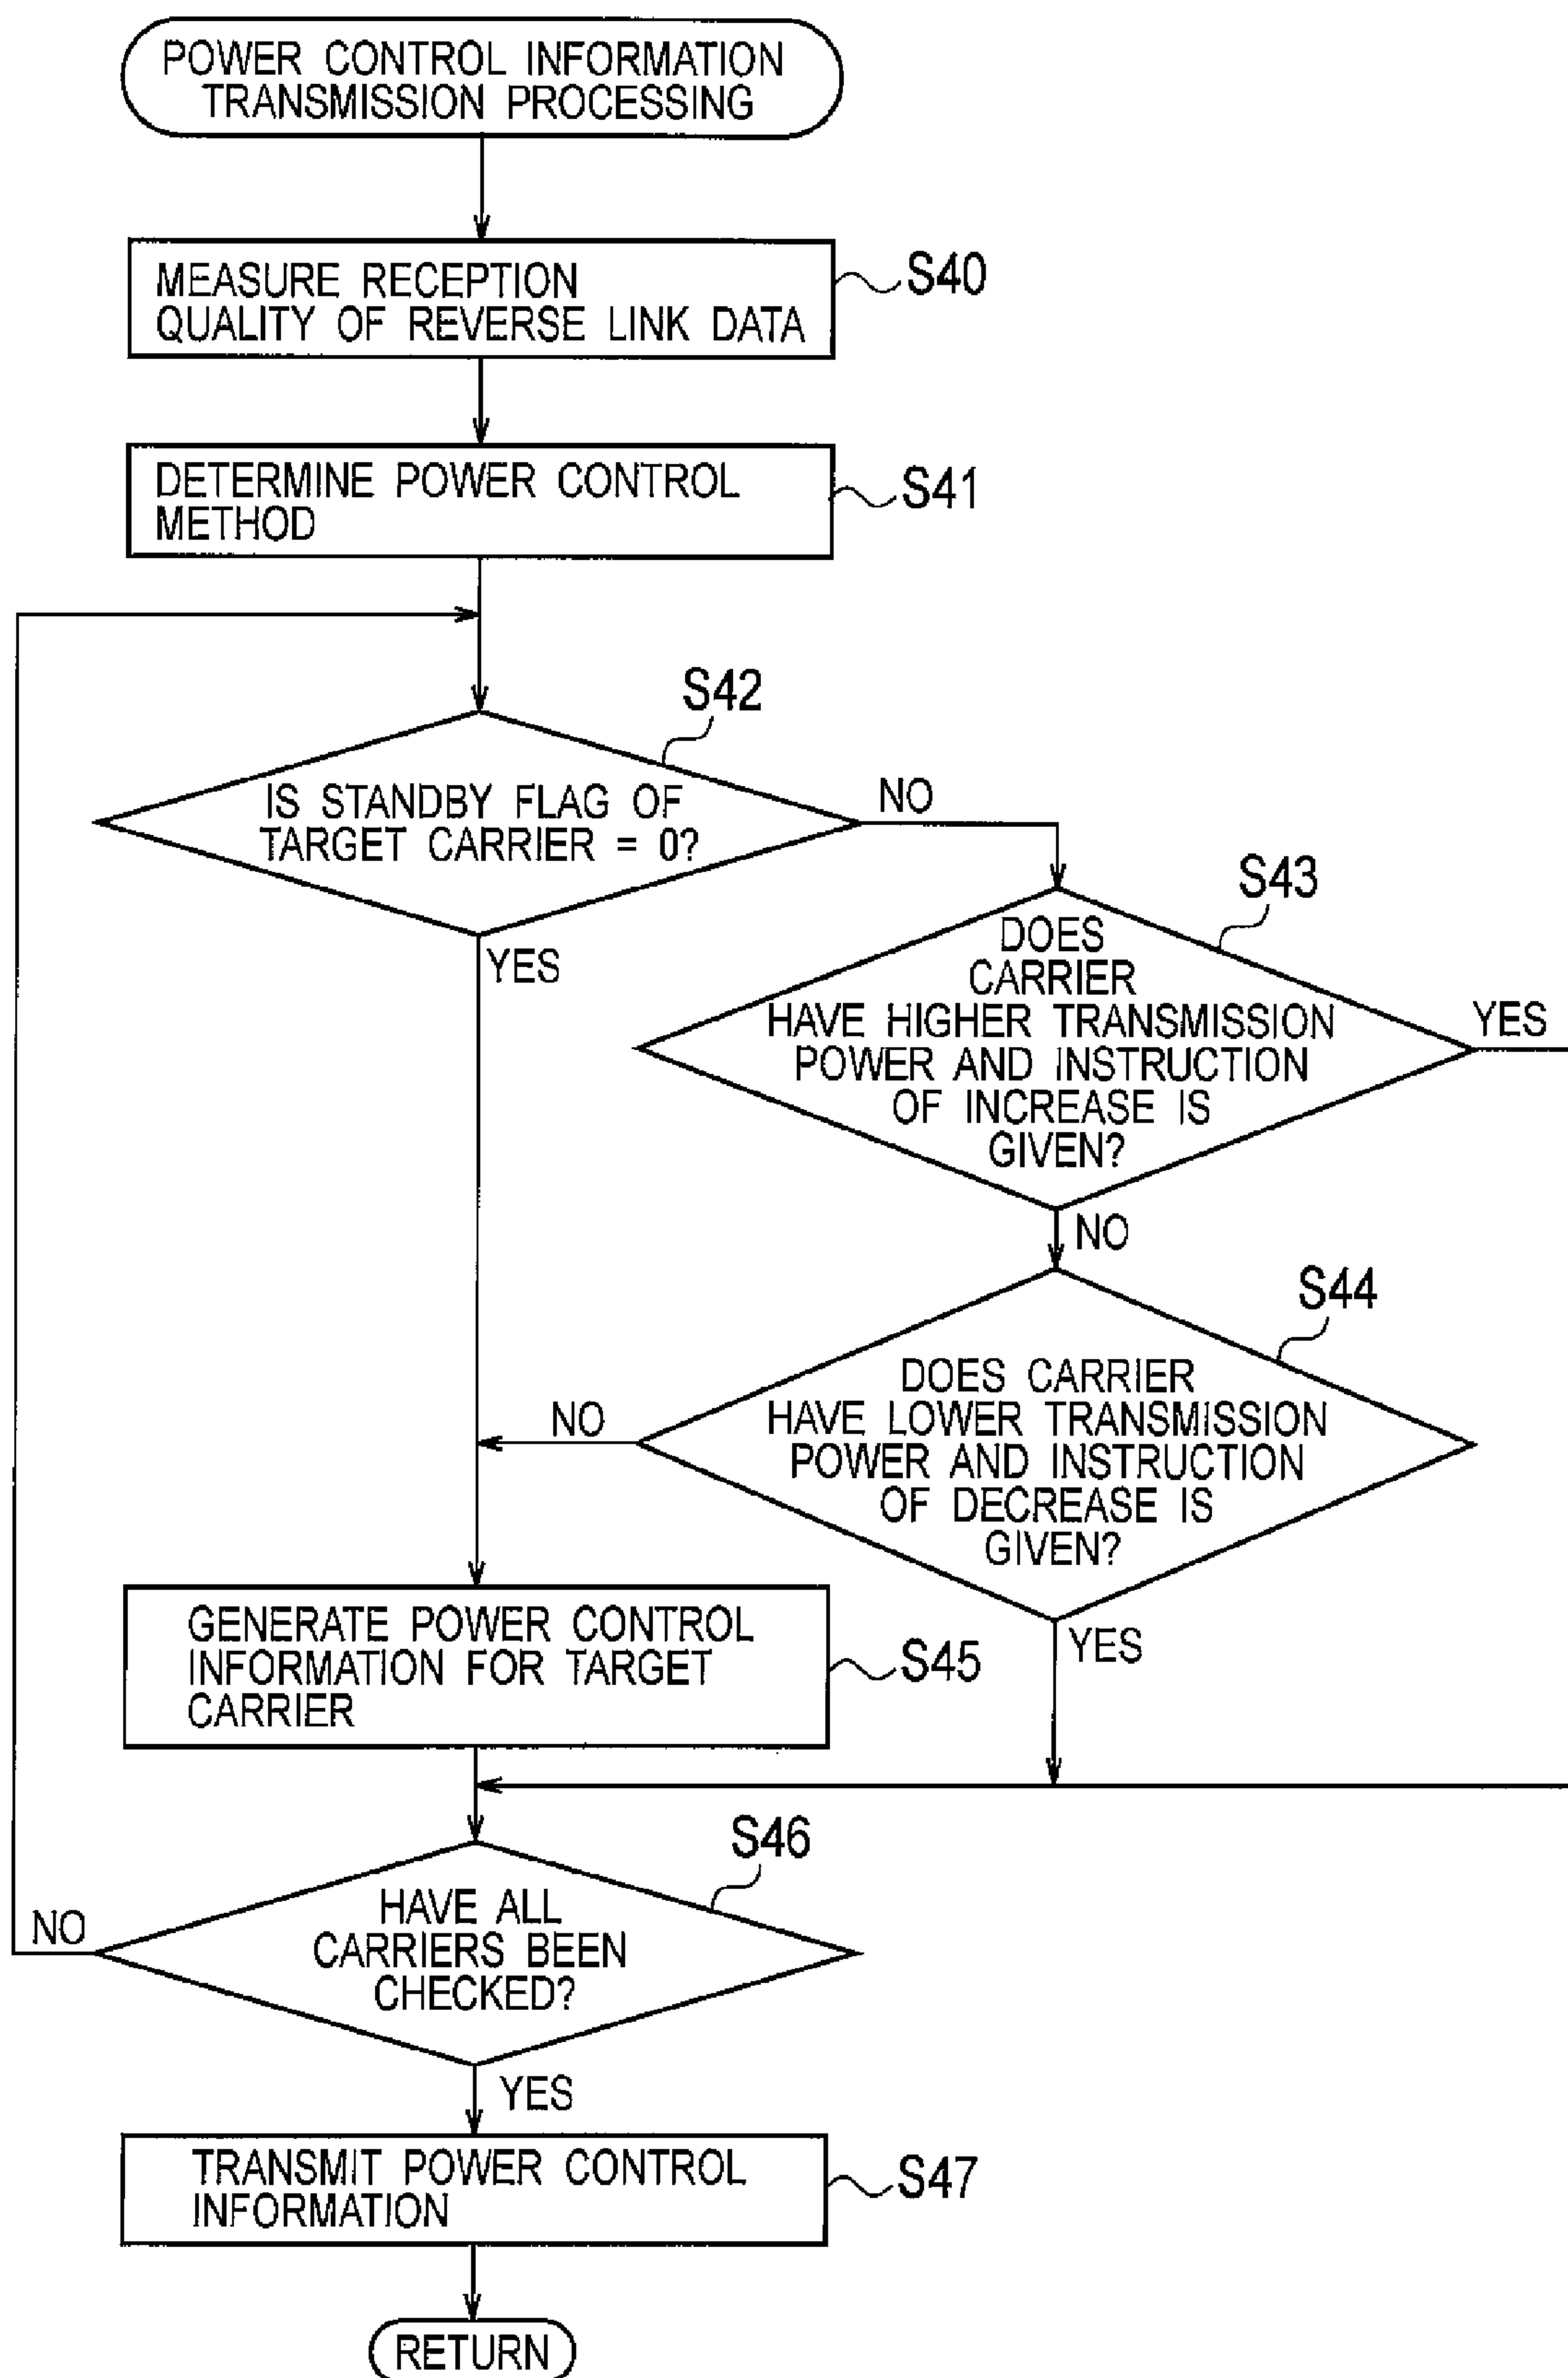 POWER CONTROL INFORMATION
TRANSMISSION PROCESSING
MEASURE RECEPTION
QUALITY OF REVERSE LINK DATA
S40
DETERMINE POWER CONTROL
METHOD
S41
S42
IS STANDBY FLAG OF
TARGET CARRIER = 0?
NO
YES
S43
DOES
CARRIER
HAVE HIGHER TRANSMISSION
POWER AND INSTRUCTION
OF INCREASE IS
GIVEN?
YES
NO
S44
DOES CARRIER
HAVE LOWER TRANSMISSION
POWER AND INSTRUCTION
OF DECREASE IS
GIVEN?
NO
YES
GENERATE POWER CONTROL
INFORMATION FOR TARGET
CARRIER
S45
S46
HAVE ALL
CARRIERS BEEN
CHECKED?
NO
YES
TRANSMIT POWER CONTROL
INFORMATION
S47
RETURN